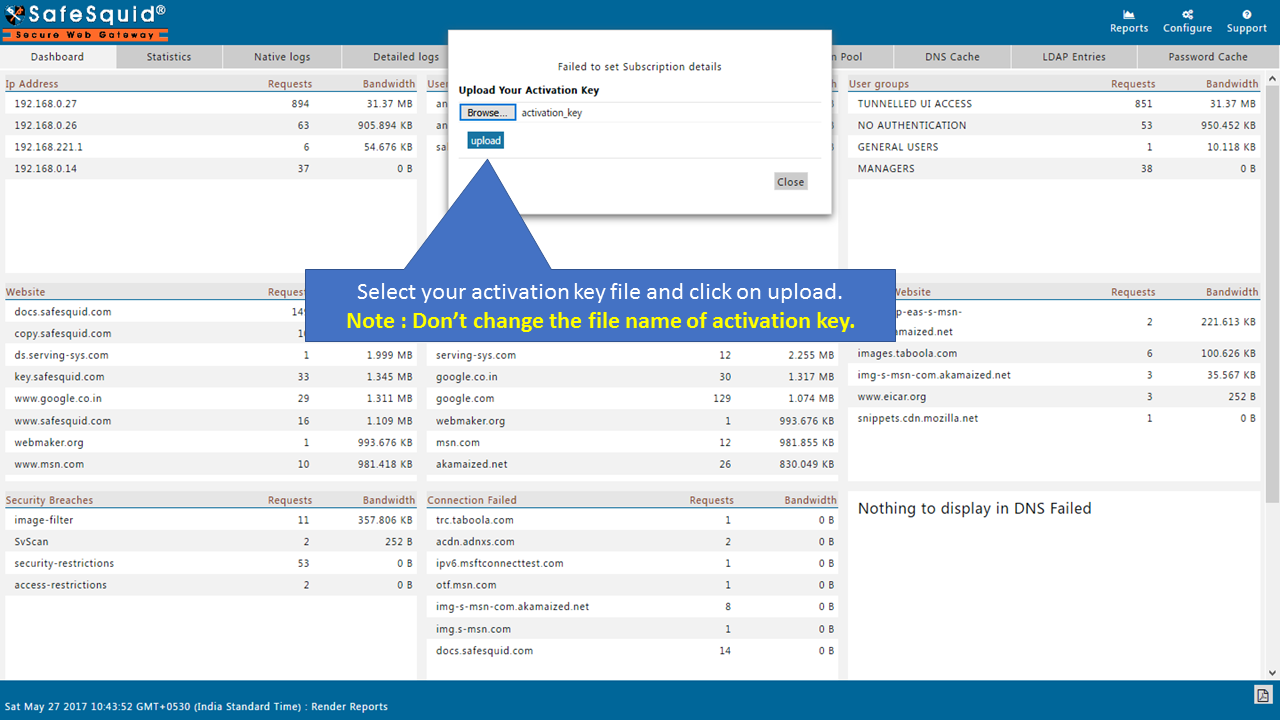 SafeSquid®
Secure Web Gateway
Reports
Configure
Support
Dashboard
Statistics
Native logs
Detailed logs
n Pool
DNS Cache
LDAP Entries
Password Cache
Failed to set Subscription details
Upload Your Activation Key
Browse... activation_key
upload
Close
Select your activation key file and click on upload.
Note : Don’t change the file name of activation key.
Ip Address Requests Bandwidth
192.168.0.27 894 31.37 MB
192.168.0.26 63 905.894 KB
192.168.221.1 6 54.676 KB
192.168.0.14 37 0 B
User groups Requests Bandwidth
TUNNELLED UI ACCESS 851 31.37 MB
NO AUTHENTICATION 53 950.452 KB
GENERAL USERS 1 10.118 KB
MANAGERS 38 0 B
Website
docs.safesquid.com
copy.safesquid.com
ds.serving-sys.com 1 1.999 MB
key.safesquid.com 33 1.345 MB
www.google.co.in 29 1.311 MB
www.safesquid.com 16 1.109 MB
webmaker.org 1 993.676 KB
www.msn.com 10 981.418 KB
serving-sys.com 12 2.255 MB
google.co.in 30 1.317 MB
google.com 129 1.074 MB
webmaker.org 1 993.676 KB
msn.com 12 981.855 KB
akamaized.net 26 830.049 KB
Website Requests Bandwidth
p-eas-s-msn-
amaized.net 2 221.613 KB
images.taboola.com 6 100.626 KB
img-s-msn-com.akamaized.net 3 35.567 KB
www.eicar.org 3 252 B
snippets.cdn.mozilla.net 1 0 B
Security Breaches Requests Bandwidth
image-filter 11 357.806 KB
SvScan 2 252 B
security-restrictions 53 0 B
access-restrictions 2 0 B
Connection Failed Requests Bandwidth
trc.taboola.com 1 0 B
acdn.adnxs.com 2 0 B
ipv6.msftconnecttest.com 1 0 B
otf.msn.com 1 0 B
img-s-msn-com.akamaized.net 8 0 B
img.s-msn.com 1 0 B
docs.safesquid.com 14 0 B
Nothing to display in DNS Failed
Sat May 27 2017 10:43:52 GMT+0530 (India Standard Time) : Render Reports